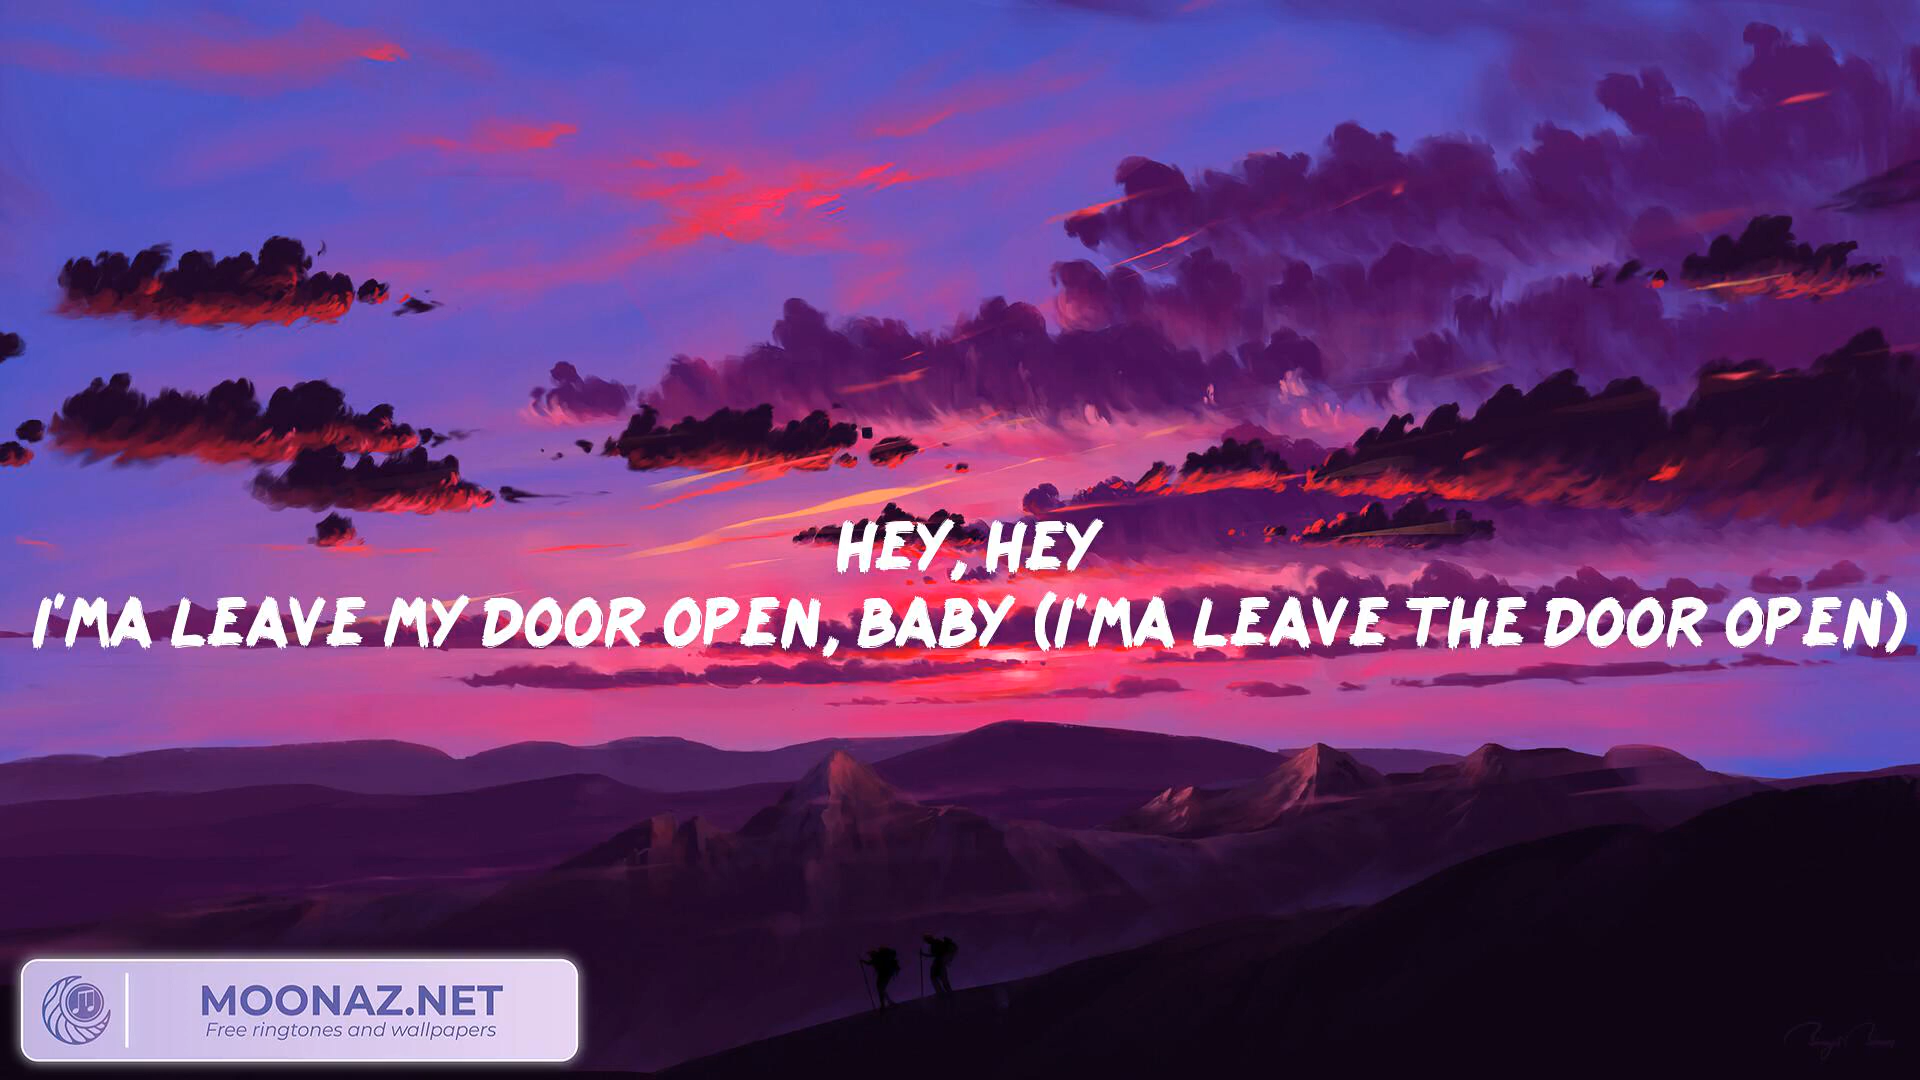 HEY, HEY
I'MA LEAVE MY DOOR OPEN, BABY (I'MA LEAVE THE DOOR OPEN)
MOONAZ.NET
Free ringtones and wallpapers